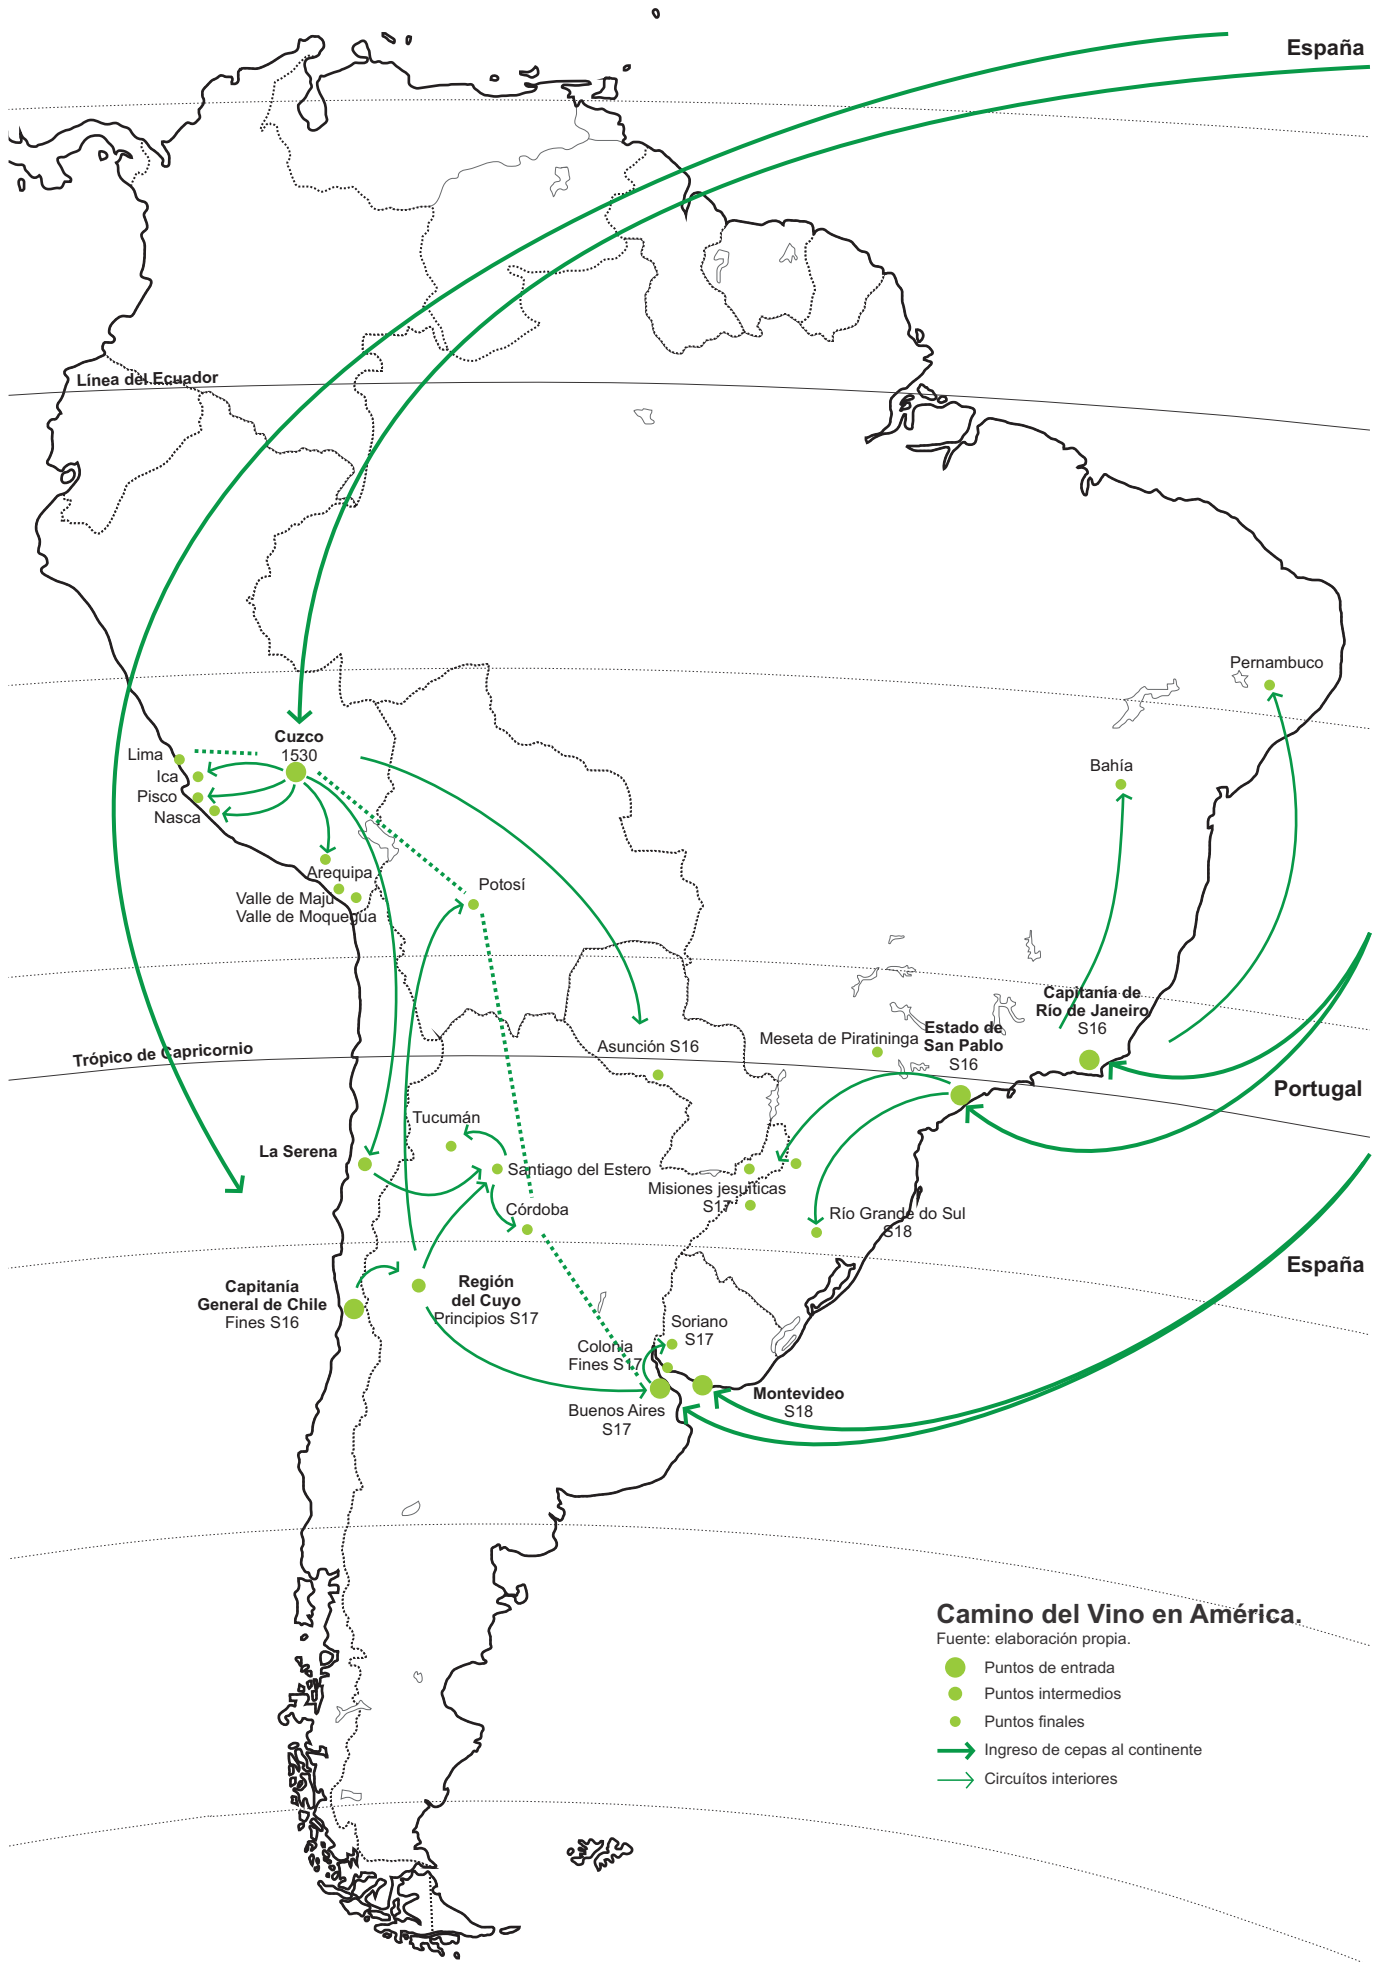 España
Línea del Ecuador
Pernambuco
Cuzco
1530
Lima
Bahía
Ica
Pisco
Nasca
Arequipa
Potosí
Valle de Maju
Valle de Moquegua
Capitanía de
Río de Janeiro
S16
Estado de
San Pablo
S16
Meseta de Piratininga
Asunción S16
Trópico de Capricornio
Portugal
Tucumán
La Serena
Santiago del Estero
Misiones jesuíticas
S17
Córdoba
Río Grande do Sul
S18
España
Capitanía
General de Chile
Fines S16
Región
del Cuyo
Principios S17
Soriano
S17
Colonia
Fines S17
Montevideo
S18
Buenos Aires
S17
Camino del Vino en América.
Fuente: elaboración propia.
Puntos de entrada
Puntos intermedios
Puntos finales
Ingreso de cepas al continente
Circuítos interiores